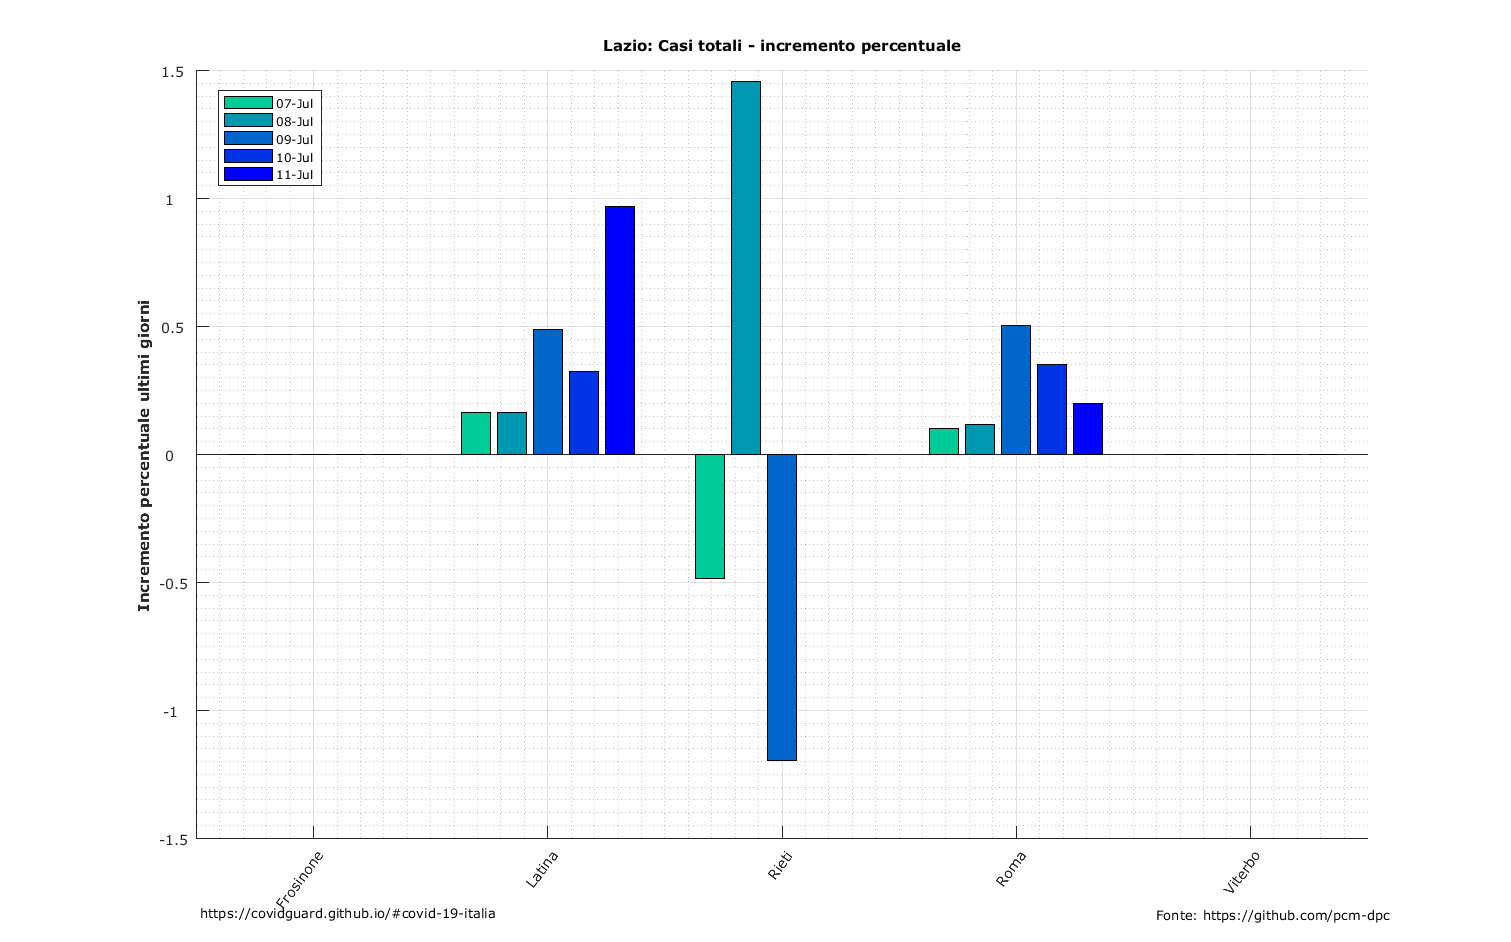 Lazio: Casi totali - incremento percentuale
1.5
1
0.5
0
-0.5
-1
-1.5
Incremento percentuale ultimi giorni
07-Jul
08-Jul
09-Jul
10-Jul
11-Jul
Frosinone
Latina
Rieti
Roma
Viterbo
https://covidguard.github.io/#covid-19-italia
Fonte: https://github.com/pcm-dpc